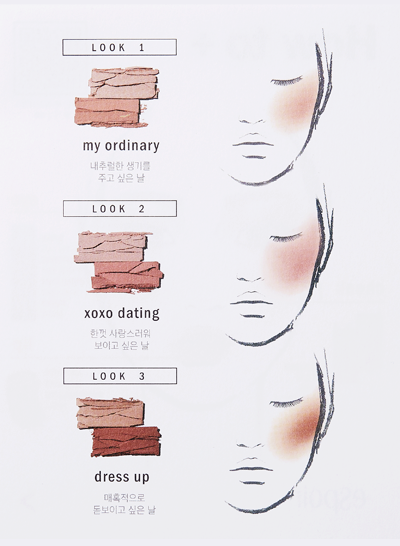 LOOK 1
my ordinary
내추럴한 생기를
주고 싶은 날
LOOK 2
xoxo dating
한껏 사랑스러워
보이고 싶은 날
LOOK 3
dress up
매혹적으로
돋보이고 싶은 날